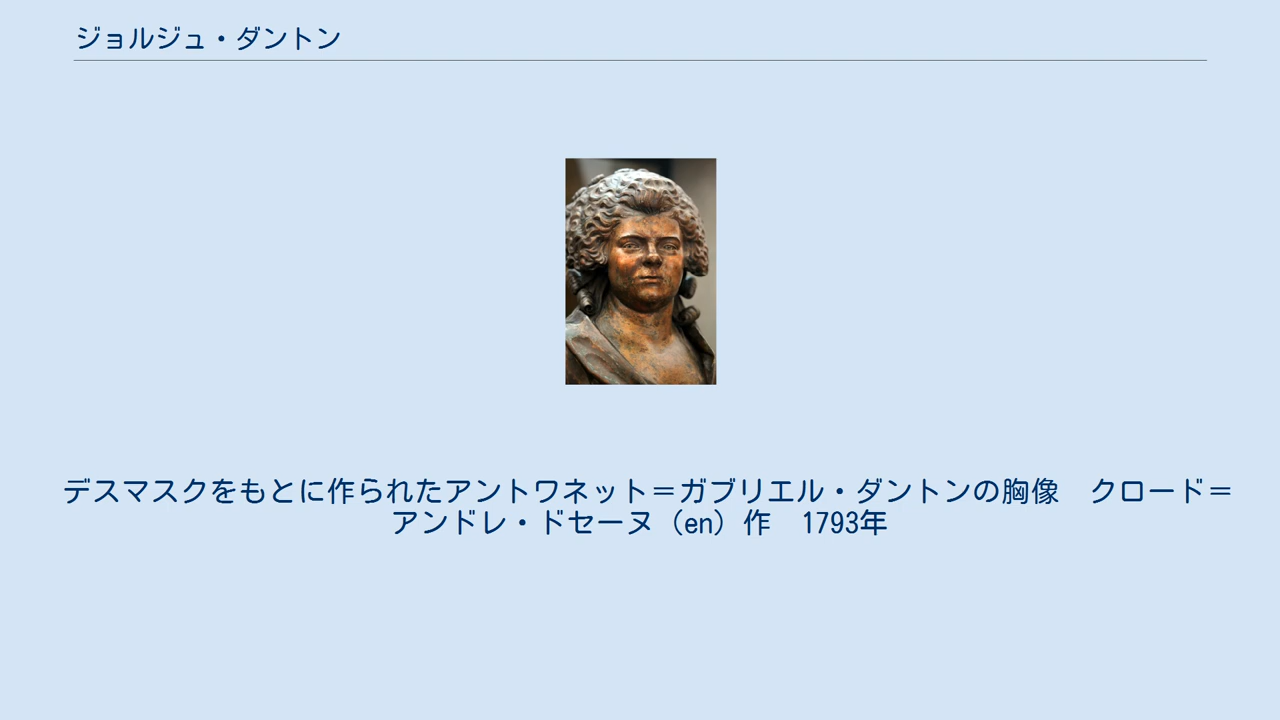 ジョルジュ・ダントン
デスマスクをもとに作られたアントワネット＝ガブリエル・ダントンの胸像　クロード＝
アンドレ・ドセーヌ（en）作　1793年